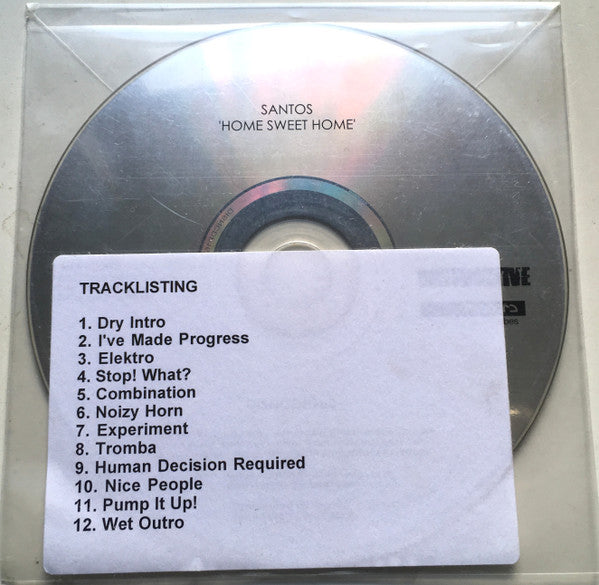 SANTOS
'HOME SWEET HOME'
TRACKLISTING
1. Dry Intro
2. I've Made Progress
3. Elektro
4. Stop! What?
5. Combination
6. Noizy Horn
7. Experiment
8. Tromba
9. Human Decision Required
10. Nice People
11. Pump It Up!
12. Wet Outro